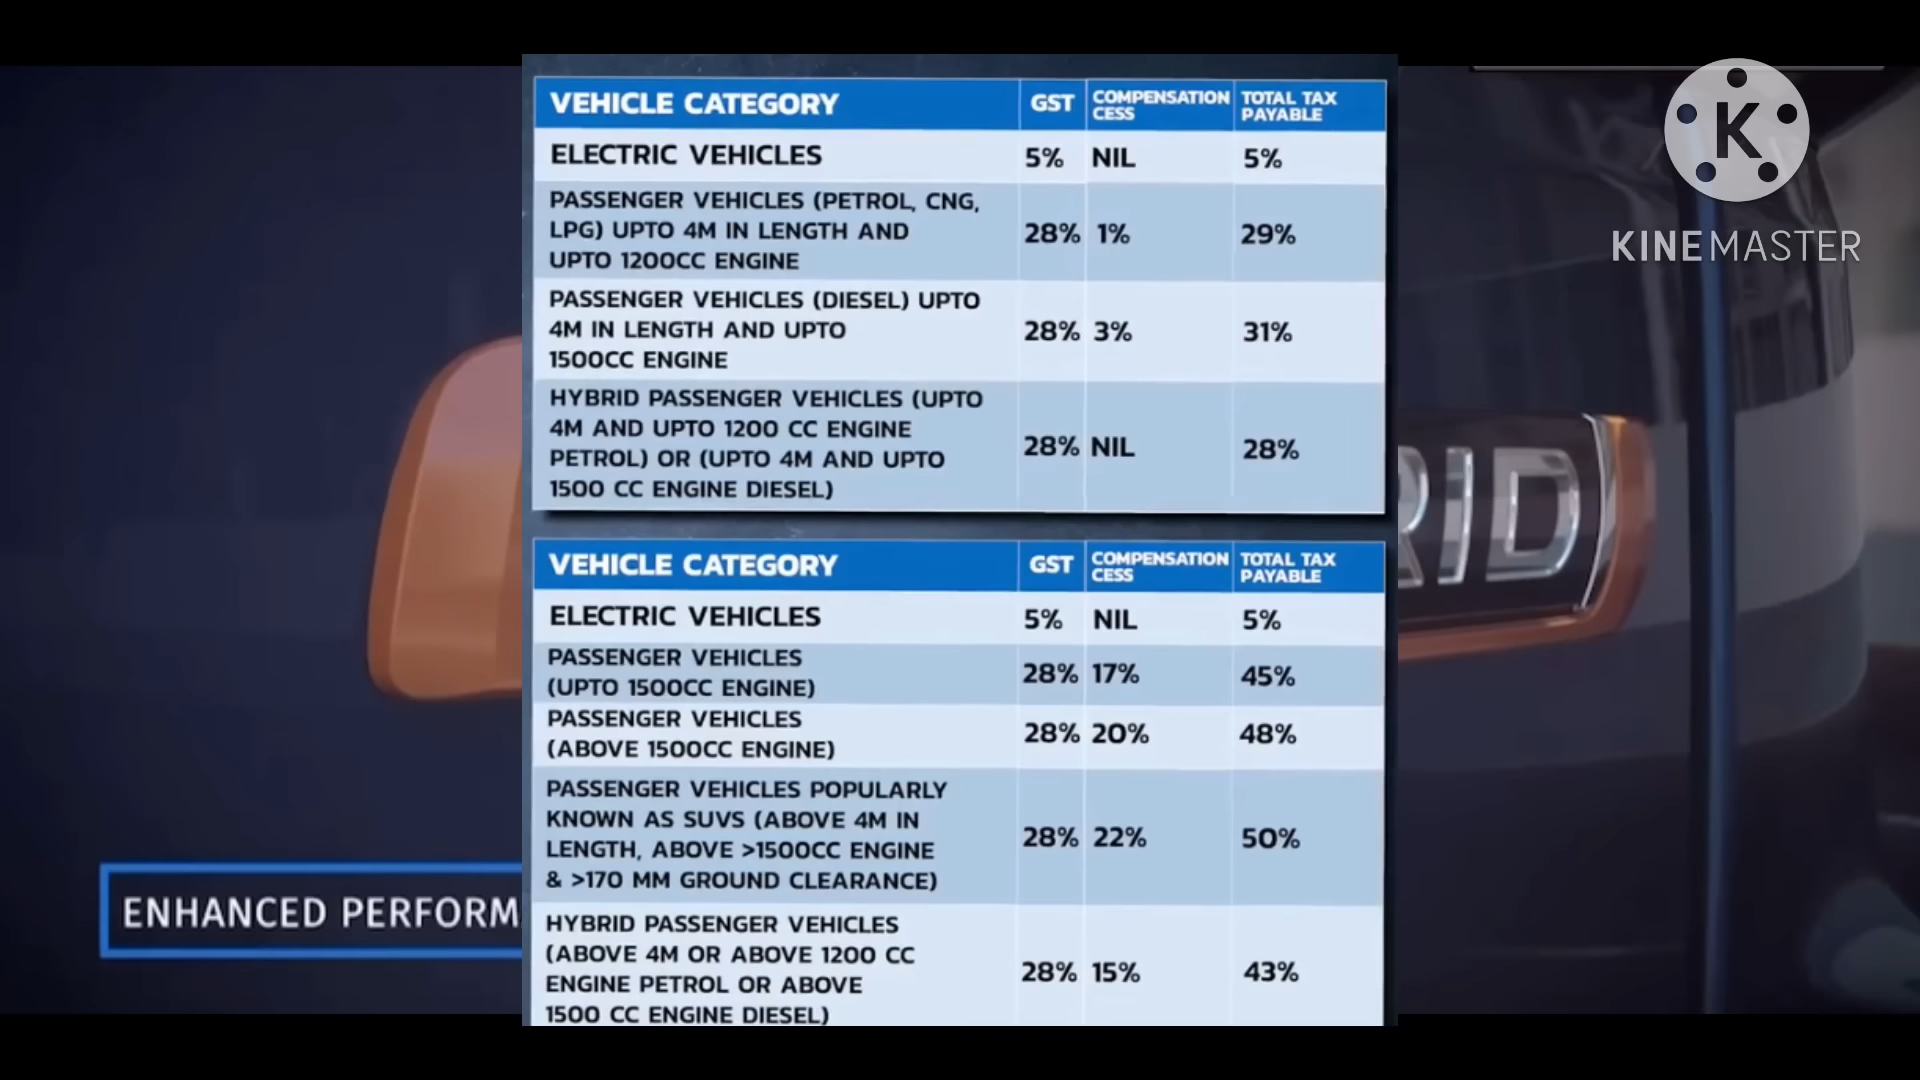 K
KINEMASTER
VEHICLE CATEGORY GST COMPENSATION CESS TOTAL TAX PAYABLE
ELECTRIC VEHICLES 5% NIL 5%
PASSENGER VEHICLES (PETROL, CNG,
LPG) UPTO 4M IN LENGTH AND 28% 1% 29%
UPTO 1200CC ENGINE
PASSENGER VEHICLES (DIESEL) UPTO
4M IN LENGTH AND UPTO 28% 3% 31%
1500CC ENGINE
HYBRID PASSENGER VEHICLES (UPTO
4M AND UPTO 1200 CC ENGINE 28% NIL 28%
PETROL) OR (UPTO 4M AND UPTO
1500 CC ENGINE DIESEL)
RID
VEHICLE CATEGORY GST COMPENSATION CESS TOTAL TAX PAYABLE
ELECTRIC VEHICLES 5% NIL 5%
PASSENGER VEHICLES 28% 17% 45%
(UPTO 1500CC ENGINE)
PASSENGER VEHICLES 28% 20% 48%
(ABOVE 1500CC ENGINE)
PASSENGER VEHICLES POPULARLY
KNOWN AS SUVS (ABOVE 4M IN 28% 22% 50%
LENGTH, ABOVE >1500CC ENGINE
& >170 MM GROUND CLEARANCE)
HYBRID PASSENGER VEHICLES
(ABOVE 4M OR ABOVE 1200 CC 28% 15% 43%
ENGINE PETROL OR ABOVE
1500 CC ENGINE DIESEL)
ENHANCED PERFORM